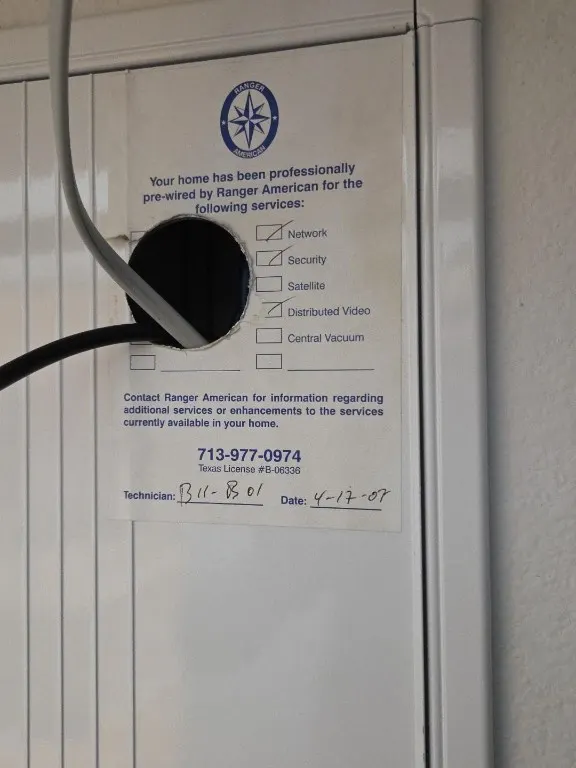 RANGER
AMERICAN
Your home has been professionally
pre-wired by Ranger American for the
following services:
Network
Security
Satellite
Distributed Video
Central Vacuum
Contact Ranger American for information regarding
additional services or enhancements to the services
currently available in your home.
713-977-0974
Texas License #B-06336
Technician: B11-B01 Date: 4-17-07